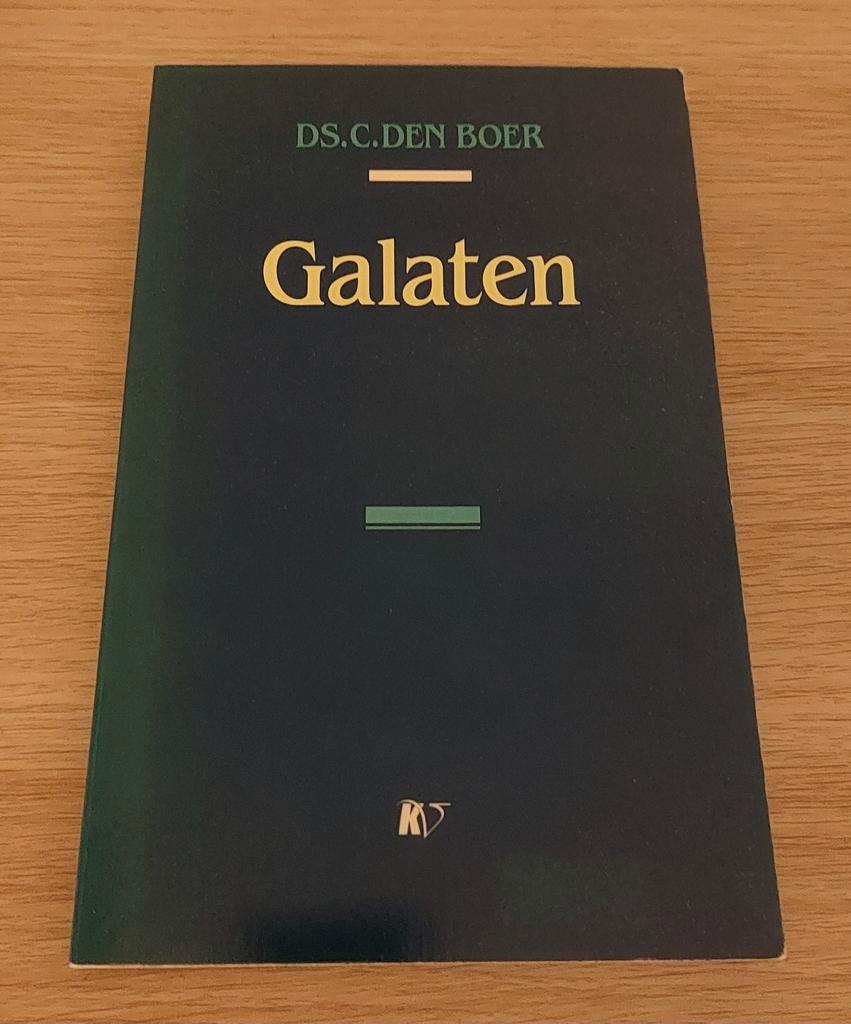 DS.C.DEN BOER
Galaten
KV